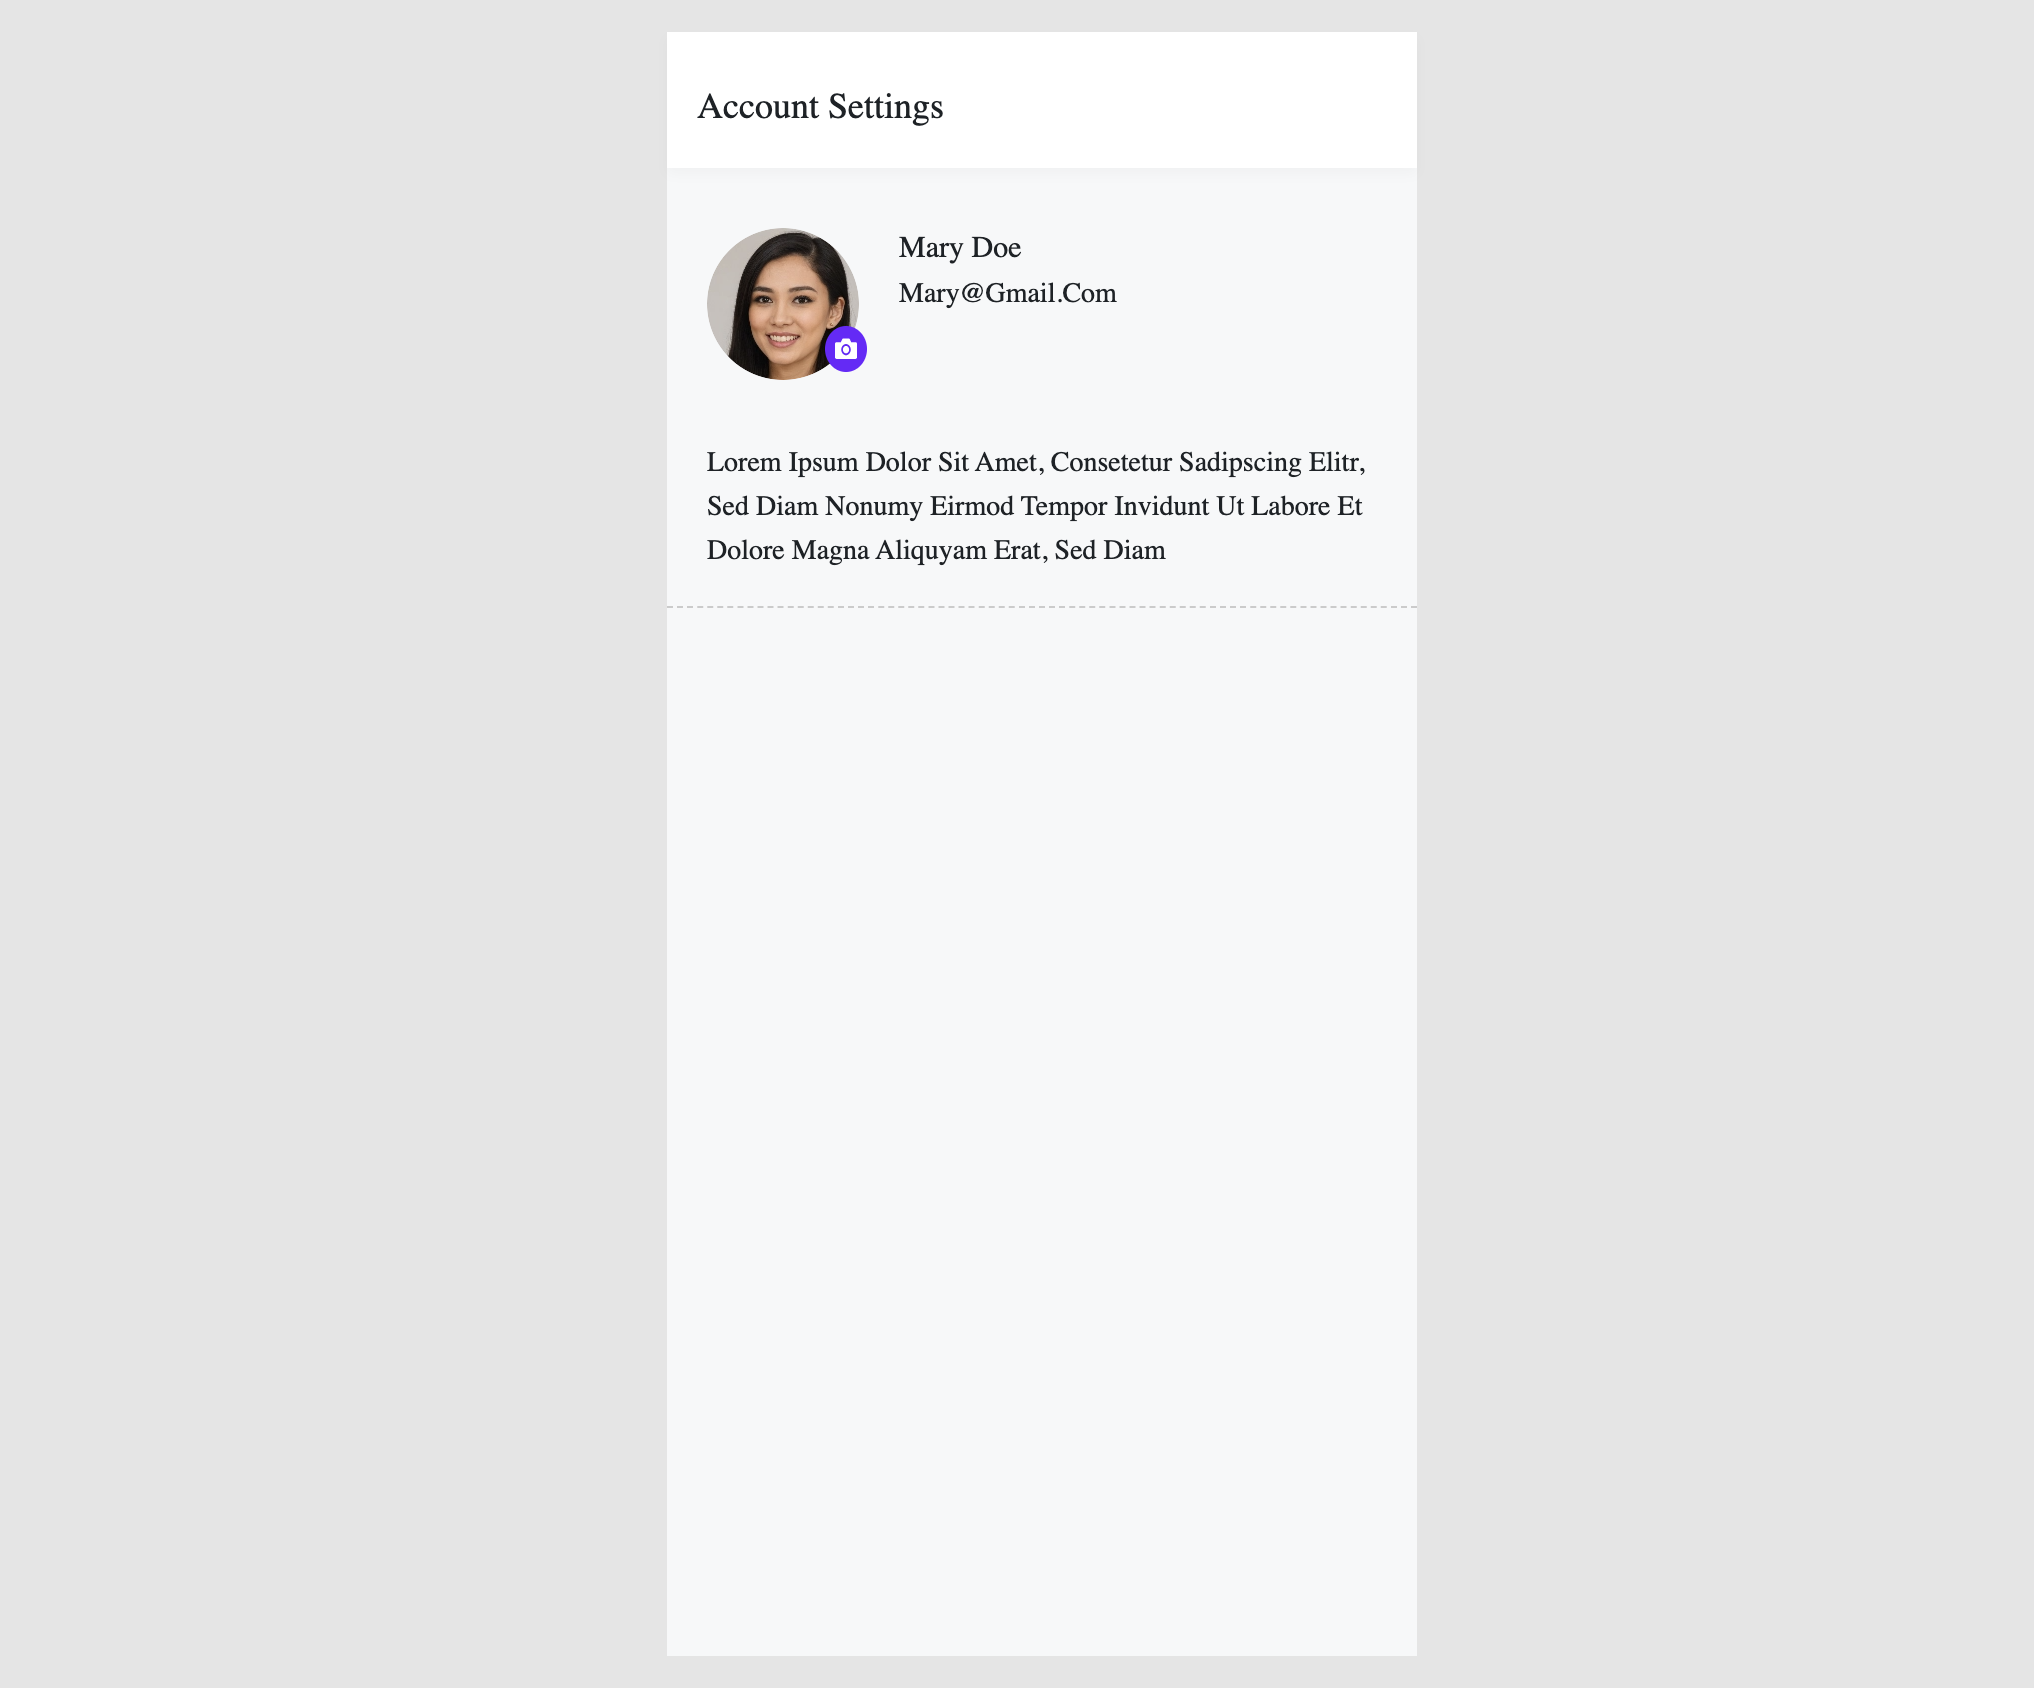 Account Settings
Mary Doe
Mary@Gmail.Com
Lorem Ipsum Dolor Sit Amet, Consetetur Sadipscing Elitr,
Sed Diam Nonumy Eirmod Tempor Invidunt Ut Labore Et
Dolore Magna Aliquyam Erat, Sed Diam